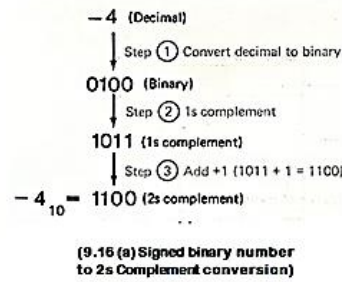 −4 (Decimal)
Step ① Convert decimal to binary
0100 (Binary)
Step ② 1s complement
1011 (1s complement)
Step ③ Add +1 (1011 + 1 = 1100)
−4₁₀ = 1100 (2s complement)
(9.16 (a) Signed binary number
to 2s Complement conversion)